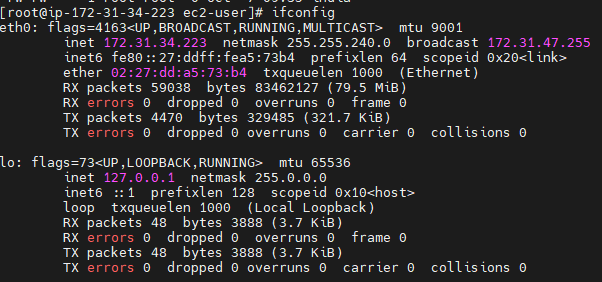 [root@ip-172-31-34-223 ec2-user]# ifconfig
eth0: flags=4163<UP,BROADCAST,RUNNING,MULTICAST>  mtu 9001
        inet 172.31.34.223  netmask 255.255.240.0  broadcast 172.31.47.255
        inet6 fe80::27:ddff:fea5:73b4  prefixlen 64  scopeid 0x20<link>
        ether 02:27:dd:a5:73:b4  txqueuelen 1000  (Ethernet)
        RX packets 59038  bytes 83462127 (79.5 MiB)
        RX errors 0  dropped 0  overruns 0  frame 0
        TX packets 4470  bytes 329485 (321.7 KiB)
        TX errors 0  dropped 0 overruns 0  carrier 0  collisions 0

lo: flags=73<UP,LOOPBACK,RUNNING>  mtu 65536
        inet 127.0.0.1  netmask 255.0.0.0
        inet6 ::1  prefixlen 128  scopeid 0x10<host>
        loop  txqueuelen 1000  (Local Loopback)
        RX packets 48  bytes 3888 (3.7 KiB)
        RX errors 0  dropped 0  overruns 0  frame 0
        TX packets 48  bytes 3888 (3.7 KiB)
        TX errors 0  dropped 0 overruns 0  carrier 0  collisions 0